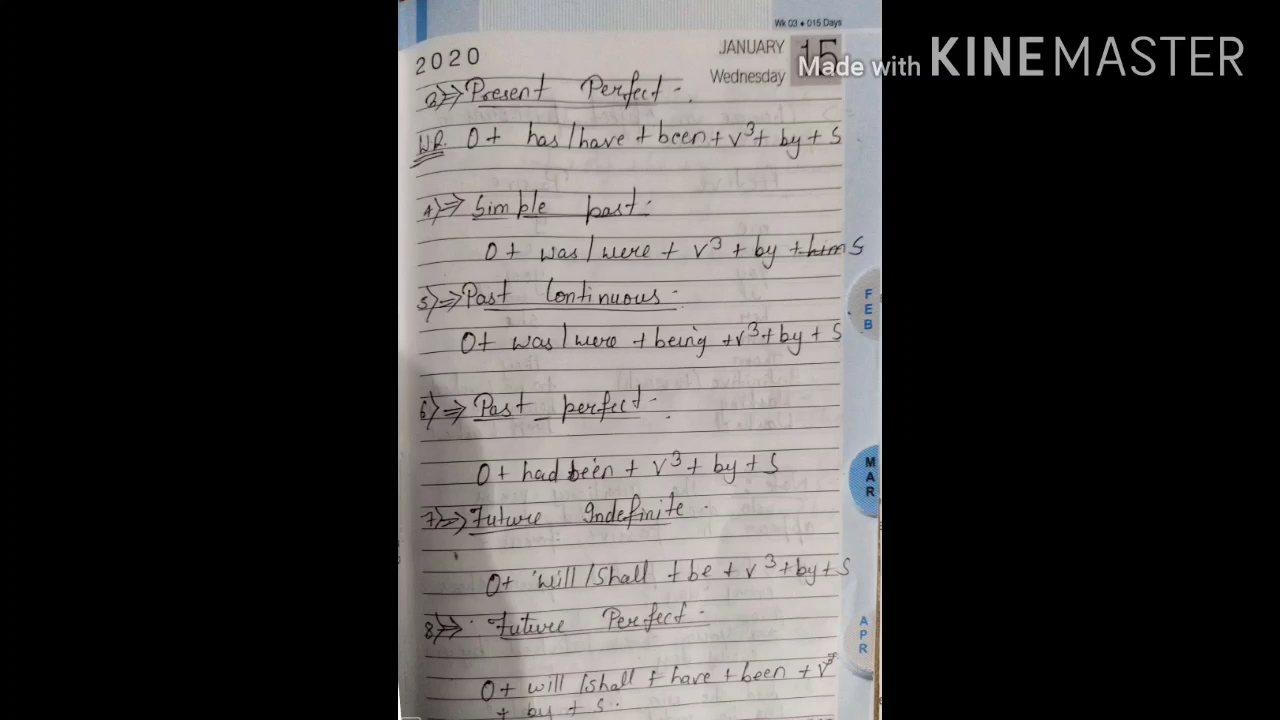 Wk 03 • 015 Days
2020
JANUARY 15
Wednesday
Made with KINEMASTER
3)⇒ Present Perfect:-
W.R. O + has/have + been + V³ + by + S
4)⇒ Simple past:-
O + was/were + V³ + by + him S
5)⇒ Past Continuous:-
O + was/were + being + V³ + by + S
6)⇒ Past perfect:-
O + had been + V³ + by + S
7)⇒ Future Indefinite.
O + will/shall + be + V³ + by + S
8)⇒ Future Perfect:-
O + will/shall + have + been + V³
+ by + S.
FEB
MAR
APR